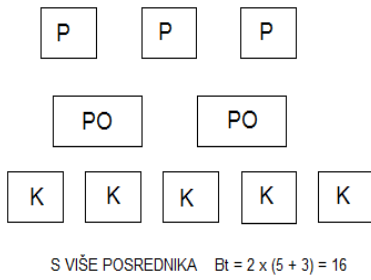 P P P
PO PO
K K K K K
S VIŠE POSREDNIKA Bt = 2 x (5 + 3) = 16